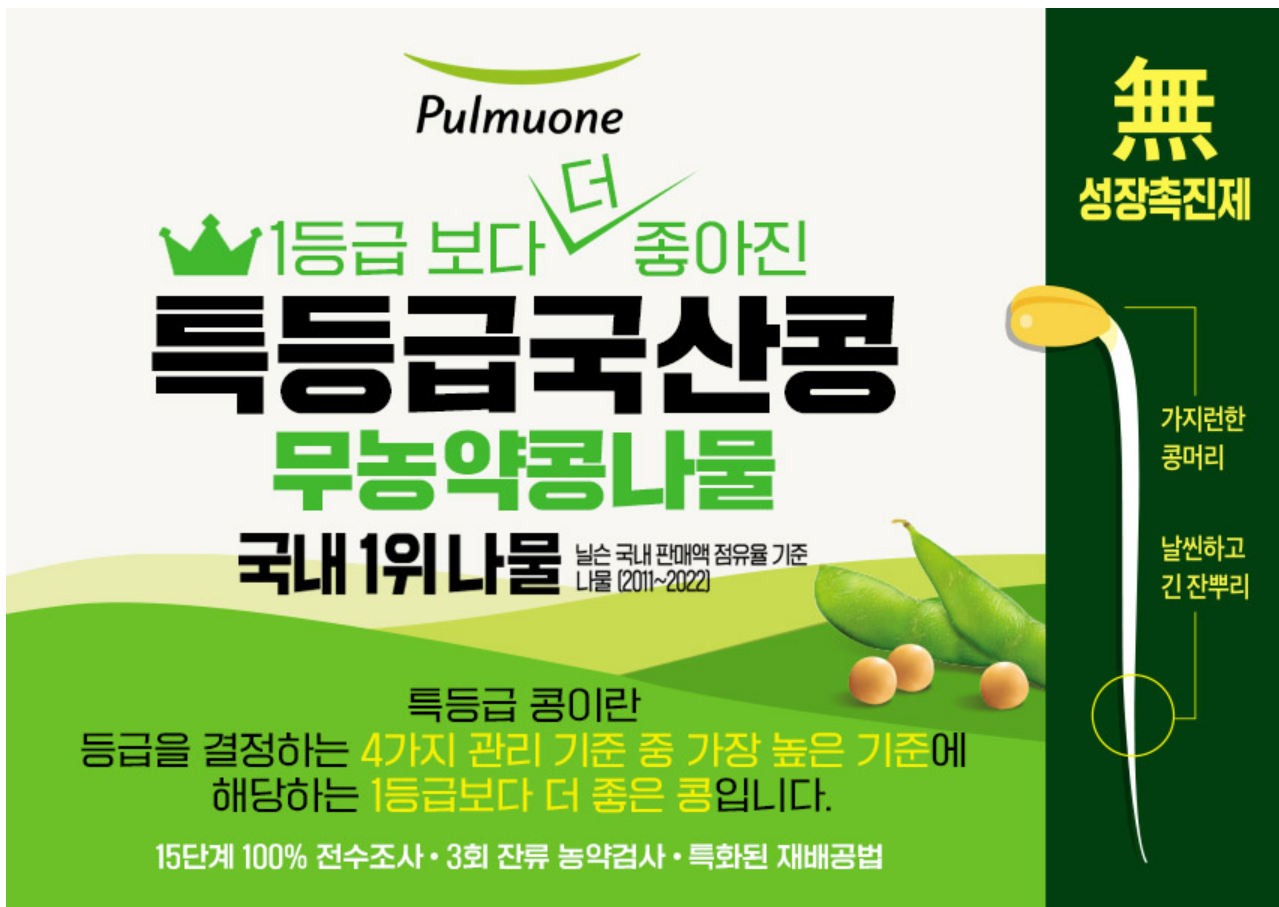 Pulmuone
1등급 보다 더 좋아진
특등급국산콩
무농약콩나물
국내 1위 나물
닐슨 국내 판매액 점유율 기준
나물 (2011~2022)
특등급 콩이란
등급을 결정하는 4가지 관리 기준 중 가장 높은 기준에
해당하는 1등급보다 더 좋은 콩입니다.
15단계 100% 전수조사 • 3회 잔류 농약검사 • 특화된 재배공법
無
성장촉진제
가지런한
콩머리
날씬하고
긴 잔뿌리